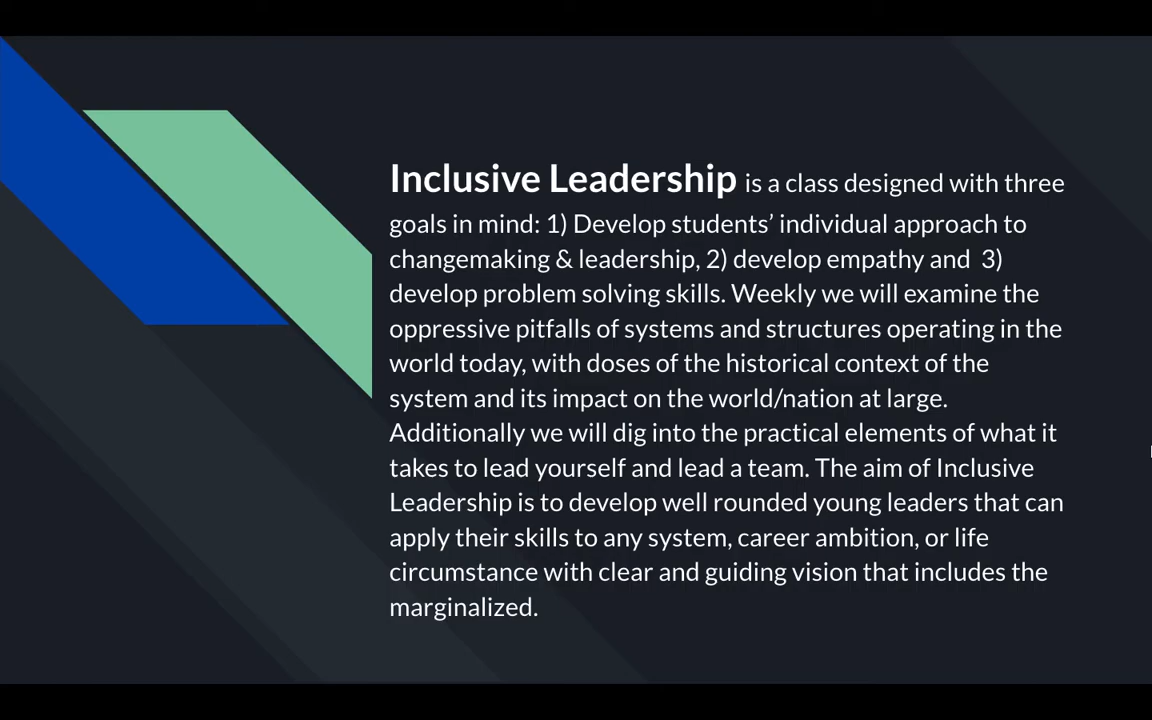 Inclusive Leadership is a class designed with three
goals in mind: 1) Develop students’ individual approach to
changemaking & leadership, 2) develop empathy and  3)
develop problem solving skills. Weekly we will examine the
oppressive pitfalls of systems and structures operating in the
world today, with doses of the historical context of the
system and its impact on the world/nation at large.
Additionally we will dig into the practical elements of what it
takes to lead yourself and lead a team. The aim of Inclusive
Leadership is to develop well rounded young leaders that can
apply their skills to any system, career ambition, or life
circumstance with clear and guiding vision that includes the
marginalized.